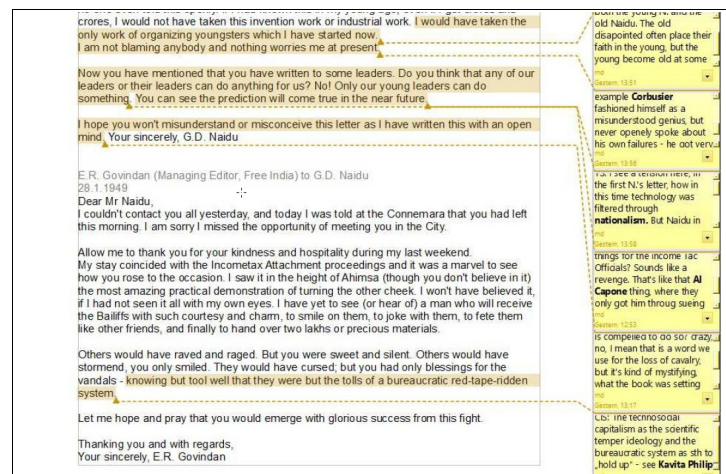 crores, I would not have taken this invention work or industrial work. I would have taken the
only work of organizing youngsters which I have started now.
I am not blaming anybody and nothing worries me at present.
Now you have mentioned that you have written to some leaders. Do you think that any of our
leaders or their leaders can do anything for us? No! Only our young leaders can do
something. You can see the prediction will come true in the near future.
I hope you won't misunderstand or misconceive this letter as I have written this with an open
mind. Your sincerely, G.D. Naidu
E.R. Govindan (Managing Editor, Free India) to G.D. Naidu
28.1.1949
Dear Mr Naidu,
I couldn't contact you all yesterday, and today I was told at the Connemara that you had left
this morning. I am sorry I missed the opportunity of meeting you in the City.
Allow me to thank you for your kindness and hospitality during my last weekend.
My stay coincided with the Incometax Attachment proceedings and it was a marvel to see
how you rose to the occasion. I saw it in the height of Ahimsa (though you don't believe in it)
the most amazing practical demonstration of turning the other cheek. I won't have believed it,
if I had not seen it all with my own eyes. I have yet to see (or hear of) a man who will receive
the Bailiffs with such courtesy and charm, to smile on them, to joke with them, to fete them
like other friends, and finally to hand over two lakhs or precious materials.
Others would have raved and raged. But you were sweet and silent. Others would have
stormend, you only smiled. They would have cursed; but you had only blessings for the
vandals - knowing but tool well that they were but the tolls of a bureaucratic red-tape-ridden
system.
Let me hope and pray that you would emerge with glorious success from this fight.
Thanking you and with regards,
Your sincerely, E.R. Govindan
both the young N. and the
old Naidu. The old
disapointed often place their
faith in the young, but the
young become old at some
md
Gestern, 13:51
example Corbusier
fashioned himself as a
misunderstood genius, but
never openely spoke about
his own failures - he got very
md
Gestern, 13:56
13. I see a tension here, in
the first N.'s letter, how in
this time technology was
filtered through
nationalism. But Naidu in
md
Gestern, 13:58
things for the Income Tac
Officials? Sounds like a
revenge. That's like that Al
Capone thing, where they
only got him throug sueing
md
Gestern, 12:53
is compelled to do so? crazy,
no, I mean that is a word we
use for the loss of cavalry,
but it's kind of mystifying,
what the book was setting
md
Gestern, 13:17
C6: The technosocial
capitalism as the scientific
temper ideology and the
bureaucratic system as sth to
„hold up" - see Kavita Philip